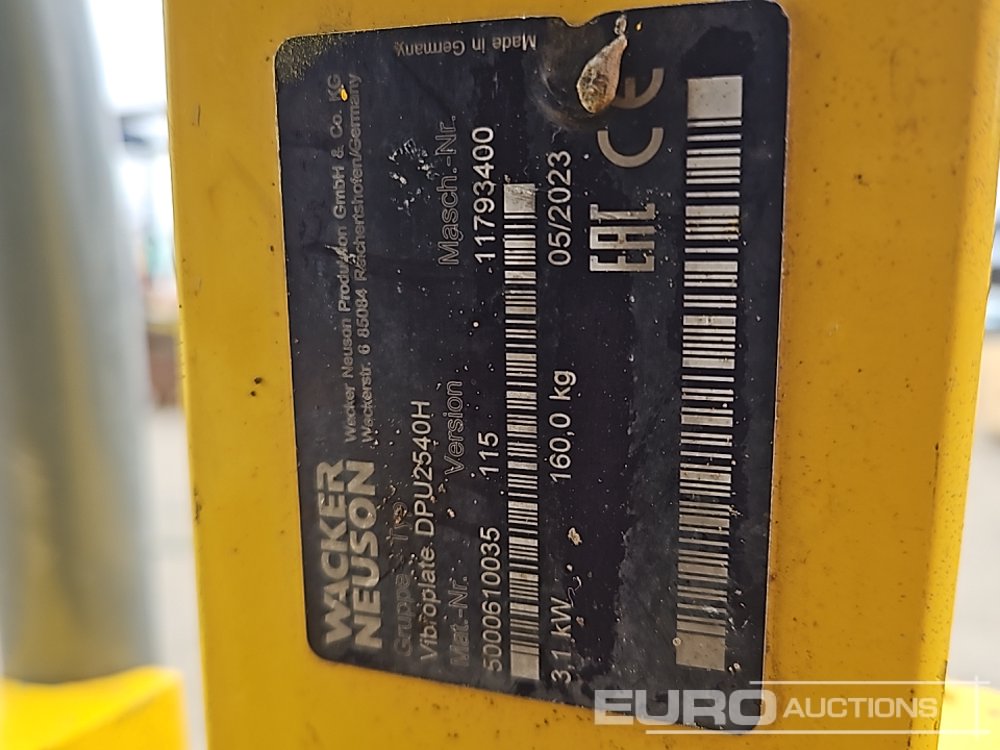 WACKER
NEUSON
Wacker Neuson Produktion GmbH & Co. KG
Wackerstr. 6 85084 Reichertshofen/Germany
Made in Germany
Gruppe
Vibroplate DPU2540H
Mat.-Nr. Version Masch.-Nr.
5000610035 115 11793400
3,1 kW 160,0 kg 05/2023
EAC CE
EURO AUCTIONS